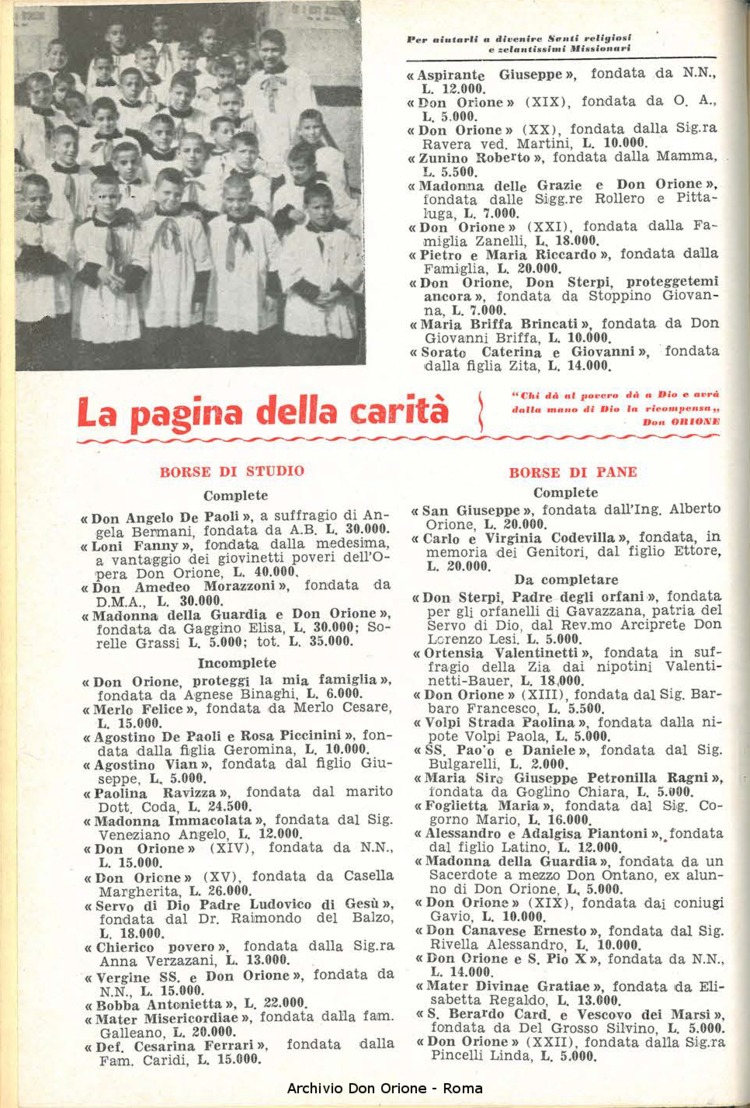 Per aiutarli a divenire Santi religiosi
e zelantissimi Missionari
« Aspirante Giuseppe », fondata da N.N.,
L. 12.000.
« Don Orione » (XIX), fondata da O. A.,
L. 5.000.
« Don Orione » (XX), fondata dalla Sig.ra
Ravera ved. Martini, L. 10.000.
« Zunino Roberto », fondata dalla Mamma,
L. 5.500.
« Madonna delle Grazie e Don Orione »,
fondata dalle Sigg.re Rollero e Pitta-
luga, L. 7.000.
« Don Orione » (XXI), fondata dalla Fa-
miglia Zanelli, L. 18.000.
« Pietro e Maria Riccardo », fondata dalla
Famiglia, L. 20.000.
« Don Orione, Don Sterpi, proteggetemi
ancora », fondata da Stoppino Giovan-
na, L. 7.000.
« Maria Briffa Brincati », fondata da Don
Giovanni Briffa, L. 10.000.
« Sorato Caterina e Giovanni », fondata
dalla figlia Zita, L. 14.000.
La pagina della carità
"Chi dà al povero dà a Dio e avrà
dalla mano di Dio la ricompensa„
Don ORIONE
BORSE DI STUDIO
Complete
« Don Angelo De Paoli », a suffragio di An-
gela Bermani, fondata da A.B. L. 30.000.
« Loni Fanny », fondata dalla medesima,
a vantaggio dei giovinetti poveri dell'O-
pera Don Orione, L. 40.000.
« Don Amedeo Morazzoni », fondata da
D.M.A., L. 30.000.
« Madonna della Guardia e Don Orione »,
fondata da Gaggino Elisa, L. 30.000; So-
relle Grassi L. 5.000; tot. L. 35.000.
Incomplete
« Don Orione, proteggi la mia famiglia »,
fondata da Agnese Binaghi, L. 6.000.
« Merlo Felice », fondata da Merlo Cesare,
L. 15.000.
« Agostino De Paoli e Rosa Piccinini », fon-
data dalla figlia Geromina, L. 10.000.
« Agostino Vian », fondata dal figlio Giu-
seppe, L. 5.000.
« Paolina Ravizza », fondata dal marito
Dott. Coda, L. 24.500.
« Madonna Immacolata », fondata dal Sig.
Veneziano Angelo, L. 12.000.
« Don Orione » (XIV), fondata da N.N.,
L. 15.000.
« Don Orione » (XV), fondata da Casella
Margherita, L. 26.000.
« Servo di Dio Padre Ludovico di Gesù »,
fondata dal Dr. Raimondo del Balzo,
L. 18.000.
« Chierico povero », fondata dalla Sig.ra
Anna Verzazani, L. 13.000.
« Vergine SS. e Don Orione », fondata da
N.N., L. 15.000.
« Bobba Antonietta », L. 22.000.
« Mater Misericordiae », fondata dalla fam.
Galleano, L. 20.000.
« Def. Cesarina Ferrari », fondata dalla
Fam. Caridi, L. 15.000.
BORSE DI PANE
Complete
« San Giuseppe », fondata dall'Ing. Alberto
Orione, L. 20.000.
« Carlo e Virginia Codevilla », fondata, in
memoria dei Genitori, dal figlio Ettore,
L. 20.000.
Da completare
« Don Sterpi, Padre degli orfani », fondata
per gli orfanelli di Gavazzana, patria del
Servo di Dio, dal Rev.mo Arciprete Don
Lorenzo Lesi. L. 5.000.
« Ortensia Valentinetti », fondata in suf-
fragio della Zia dai nipotini Valenti-
netti-Bauer, L. 18.000.
« Don Orione » (XIII), fondata dal Sig. Bar-
baro Francesco, L. 5.500.
« Volpi Strada Paolina », fondata dalla ni-
pote Volpi Paola, L. 5.000.
« SS. Pao'o e Daniele », fondata dal Sig.
Bulgarelli, L. 2.000.
« Maria Siro Giuseppe Petronilla Ragni »,
fondata da Goglino Chiara, L. 5.000.
« Foglietta Maria », fondata dal Sig. Co-
gorno Mario, L. 16.000.
« Alessandro e Adalgisa Piantoni », fondata
dal figlio Latino, L. 12.000.
« Madonna della Guardia », fondata da un
Sacerdote a mezzo Don Ontano, ex alun-
no di Don Orione, L. 5.000.
« Don Orione » (XIX), fondata dai coniugi
Gavio, L. 10.000.
« Don Canavese Ernesto », fondata dal Sig.
Rivella Alessandro, L. 10.000.
« Don Orione e S. Pio X », fondata da N.N.,
L. 14.000.
« Mater Divinae Gratiae », fondata da Eli-
sabetta Regaldo, L. 13.000.
« S. Berardo Card. e Vescovo dei Marsi »,
fondata da Del Grosso Silvino, L. 5.000.
« Don Orione » (XXII), fondata dalla Sig.ra
Pincelli Linda, L. 5.000.
Archivio Don Orione - Roma